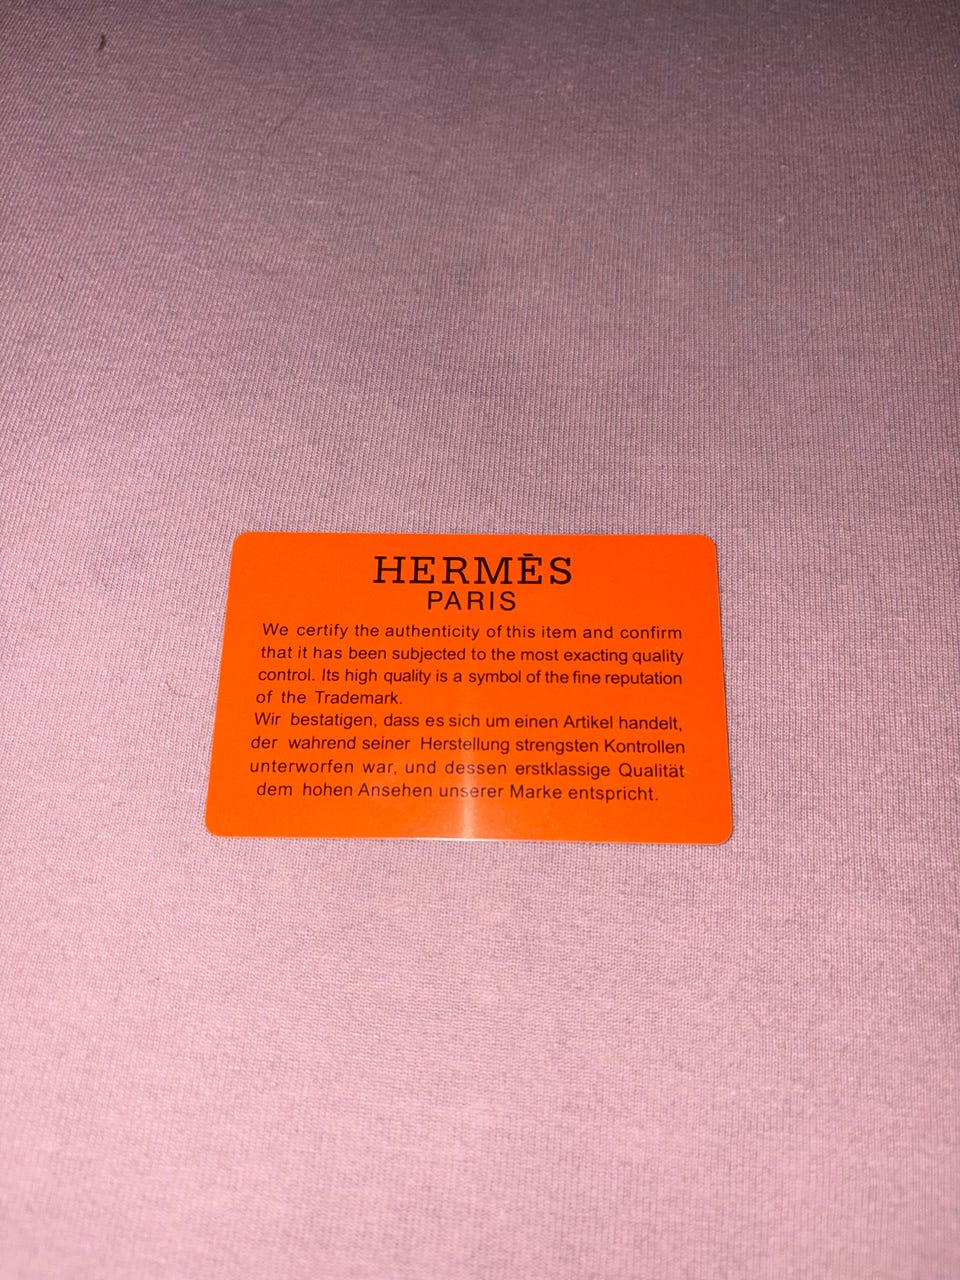 HERMÈS
PARIS
We certify the authenticity of this item and confirm
that it has been subjected to the most exacting quality
control. Its high quality is a symbol of the fine reputation
of the Trademark.
Wir bestatigen, dass es sich um einen Artikel handelt,
der wahrend seiner Herstellung strengsten Kontrollen
unterworfen war, und dessen erstklassige Qualität
dem hohen Ansehen unserer Marke entspricht.